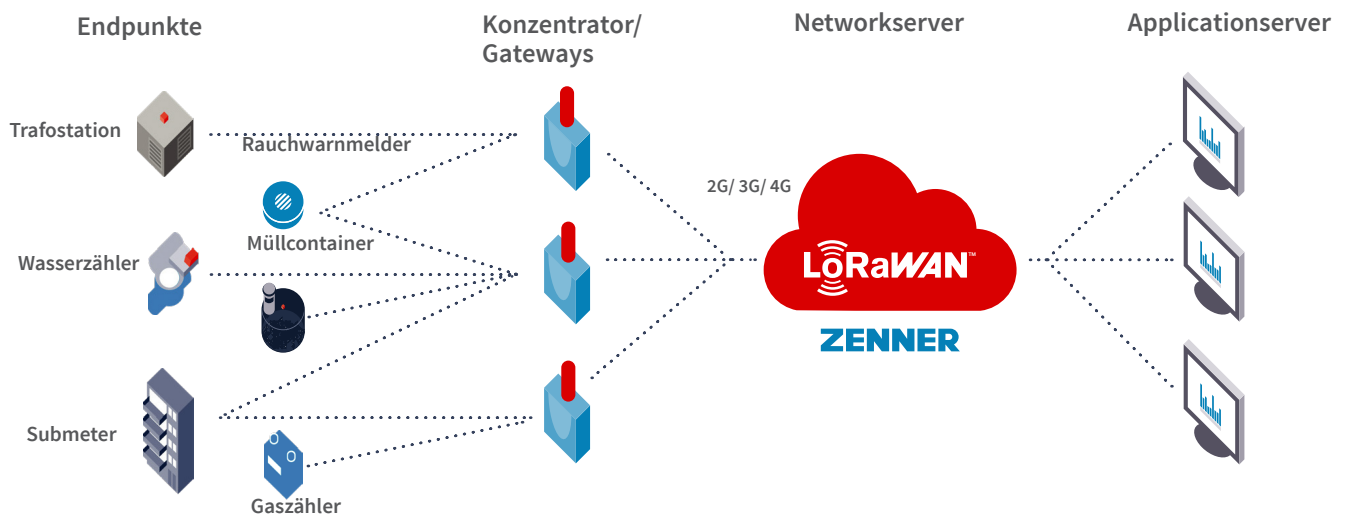 Endpunkte
Konzentrator/
Gateways
Networkserver
Applicationserver
Trafostation
Rauchwarnmelder
2G/ 3G/ 4G
Müllcontainer
Wasserzähler
LoRaWAN™
ZENNER
Submeter
Gaszähler